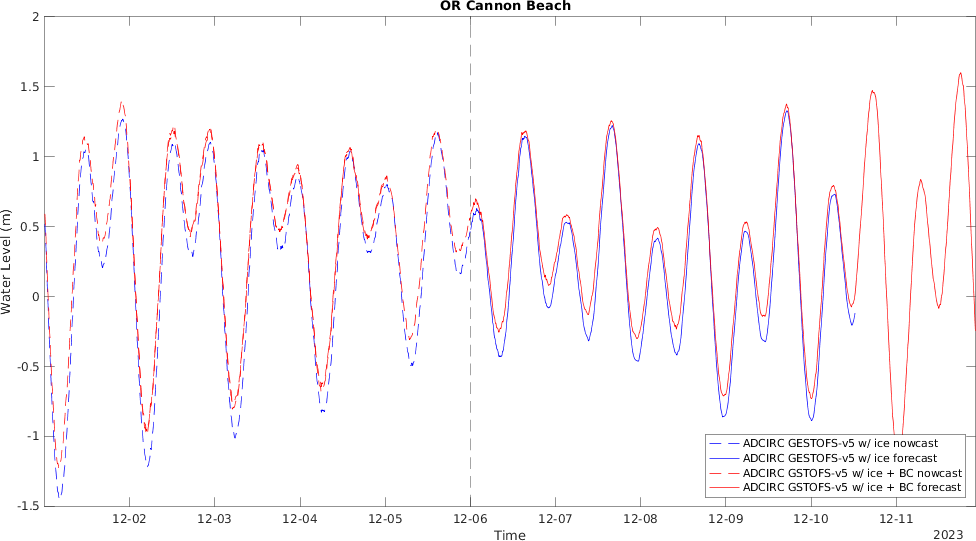 OR Cannon Beach
2
1.5
1
0.5
0
-0.5
-1
-1.5
Water Level (m)
12-02 12-03 12-04 12-05 12-06 12-07 12-08 12-09 12-10 12-11
Time
2023
ADCIRC GESTOFS-v5 w/ ice nowcast
ADCIRC GESTOFS-v5 w/ ice forecast
ADCIRC GSTOFS-v5 w/ ice + BC nowcast
ADCIRC GSTOFS-v5 w/ ice + BC forecast